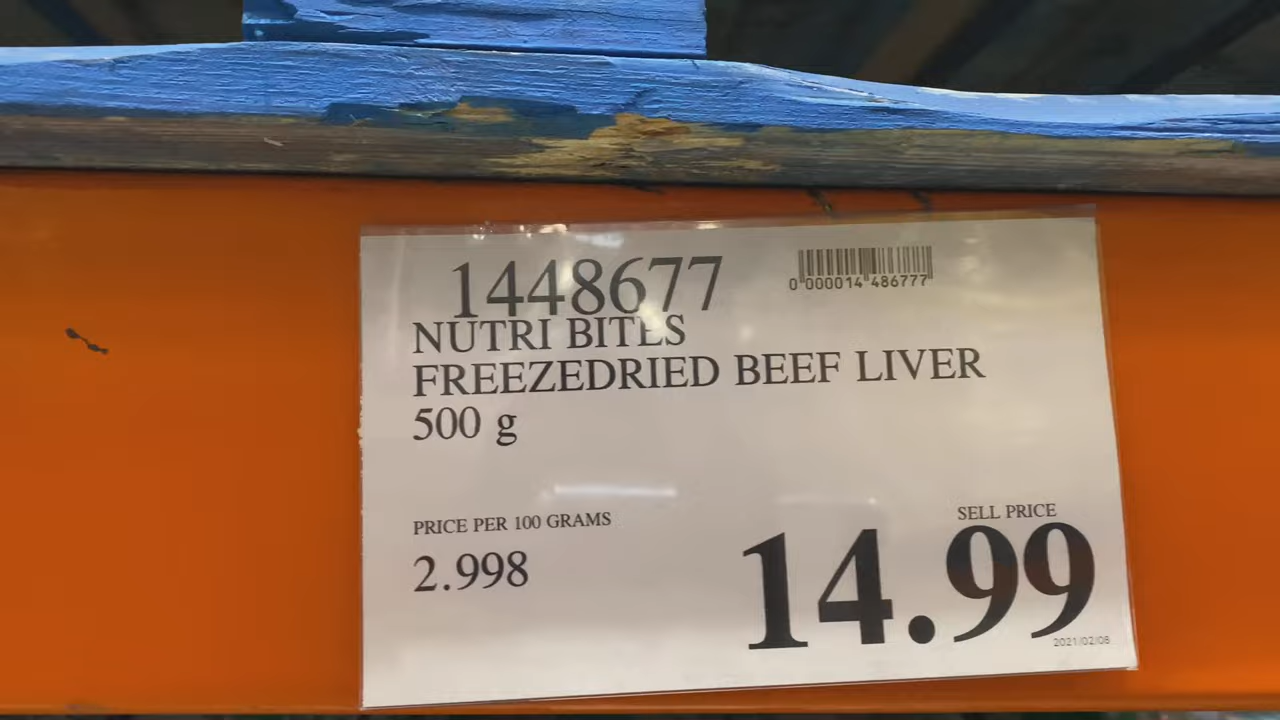 1448677
0 000014 486777
NUTRI BITES
FREEZEDRIED BEEF LIVER
500 g
PRICE PER 100 GRAMS
2.998
SELL PRICE
14.99
2021/02/08